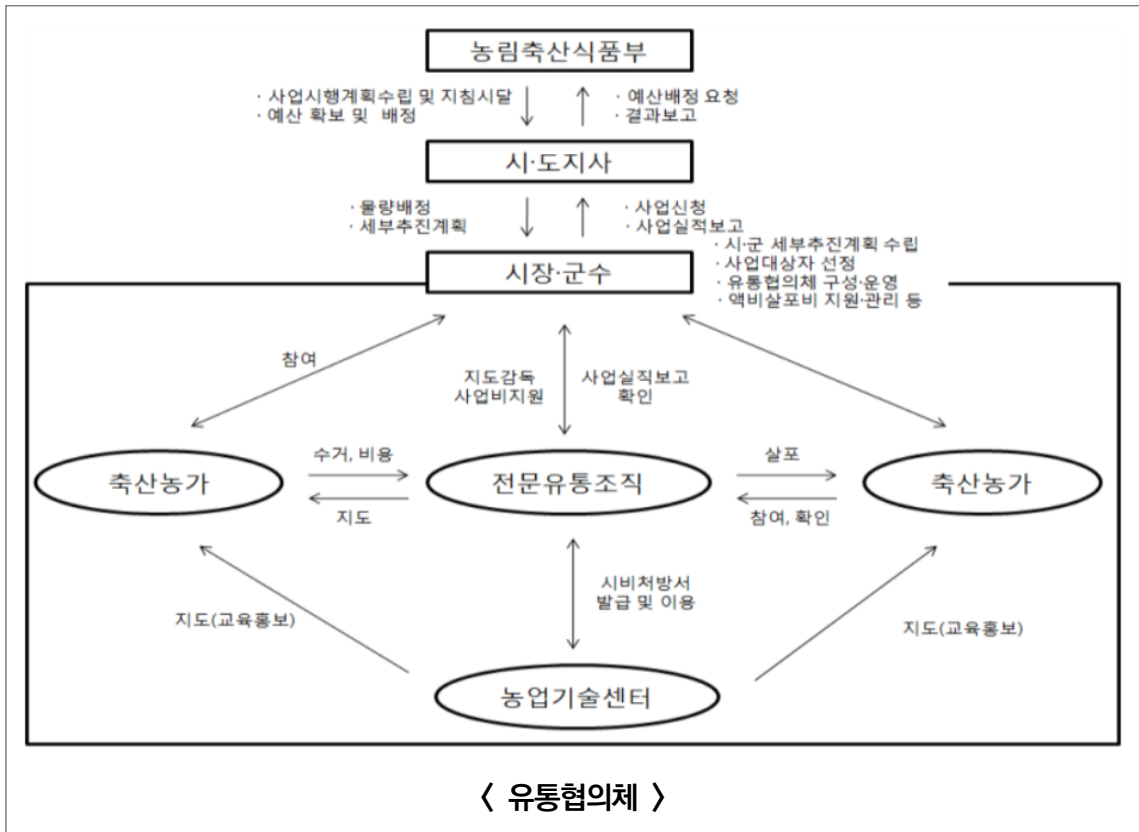 농림축산식품부
· 사업시행계획수립 및 지침시달
· 예산 확보 및 배정
· 예산배정 요청
· 결과보고
시·도지사
· 물량배정
· 세부추진계획
· 사업신청
· 사업실적보고
시장·군수
· 시·군 세부추진계획 수립
· 사업대상자 선정
· 유통협의체 구성·운영
· 액비살포비 지원·관리 등
참여
지도감독
사업비지원
사업실직보고
확인
축산농가
수거, 비용
지도
전문유통조직
살포
참여, 확인
축산농가
시비처방서
발급 및 이용
지도(교육홍보)
지도(교육홍보)
농업기술센터
〈 유통협의체 〉